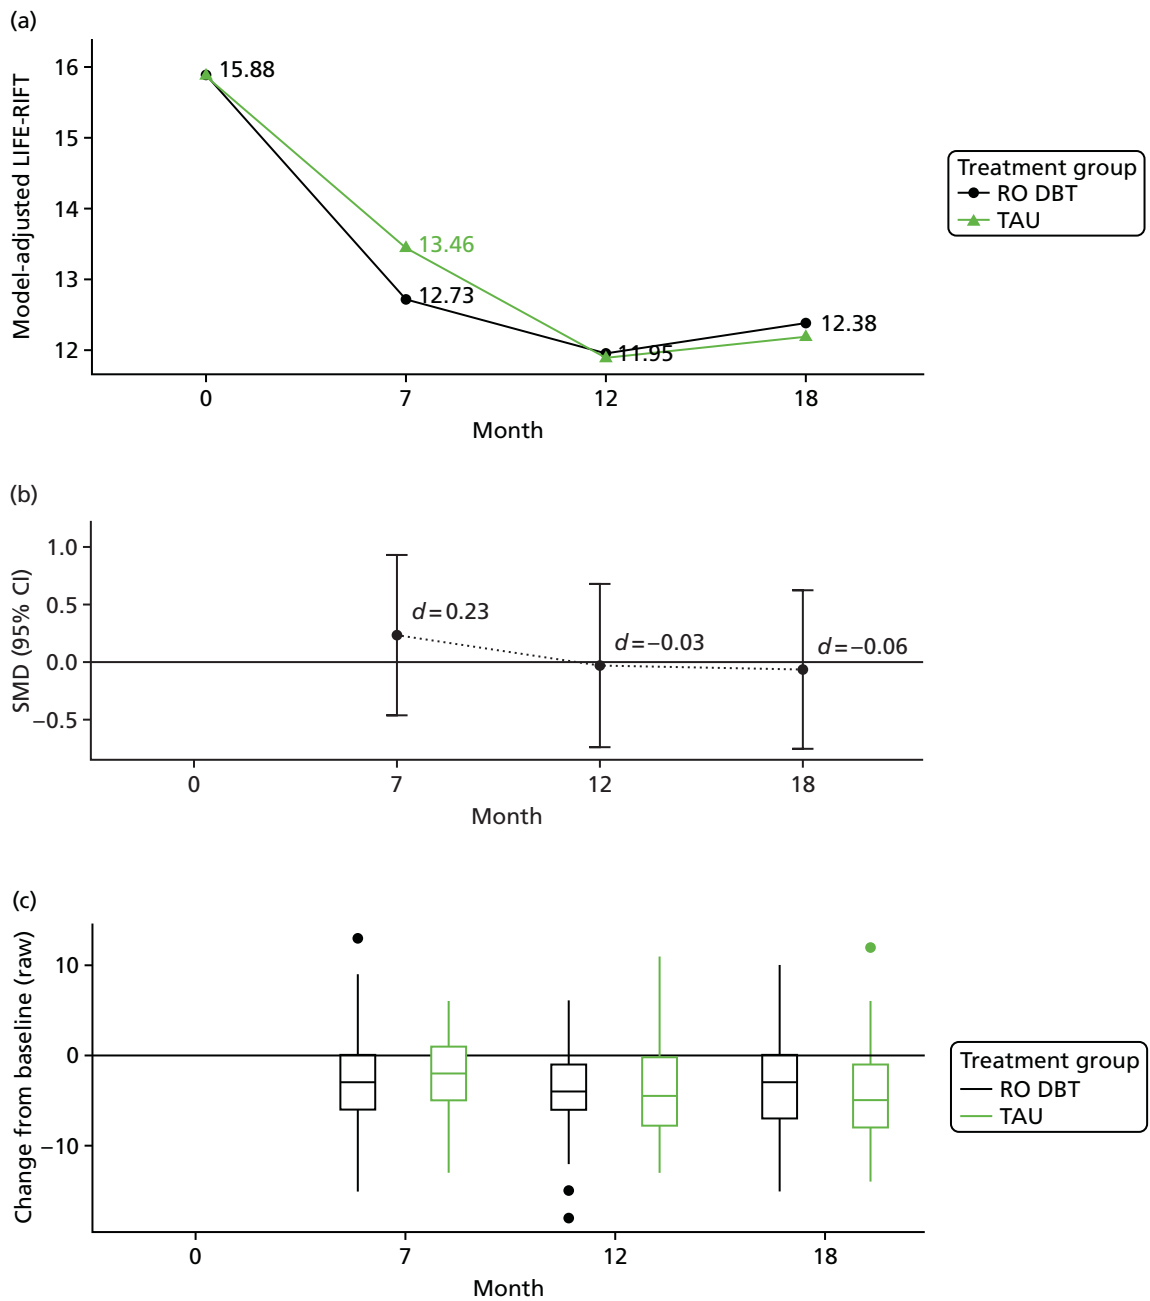 (a)
Model-adjusted LIFE-RIFT
16
15
14
13
12
15.88
13.46
12.73
11.95
12.38
0 7 12 18
Month
Treatment group
RO DBT
TAU
(b)
SMD (95% CI)
1.0
0.5
0.0
−0.5
d=0.23
d=−0.03
d=−0.06
0 7 12 18
Month
(c)
Change from baseline (raw)
10
0
−10
0 7 12 18
Month
Treatment group
RO DBT
TAU